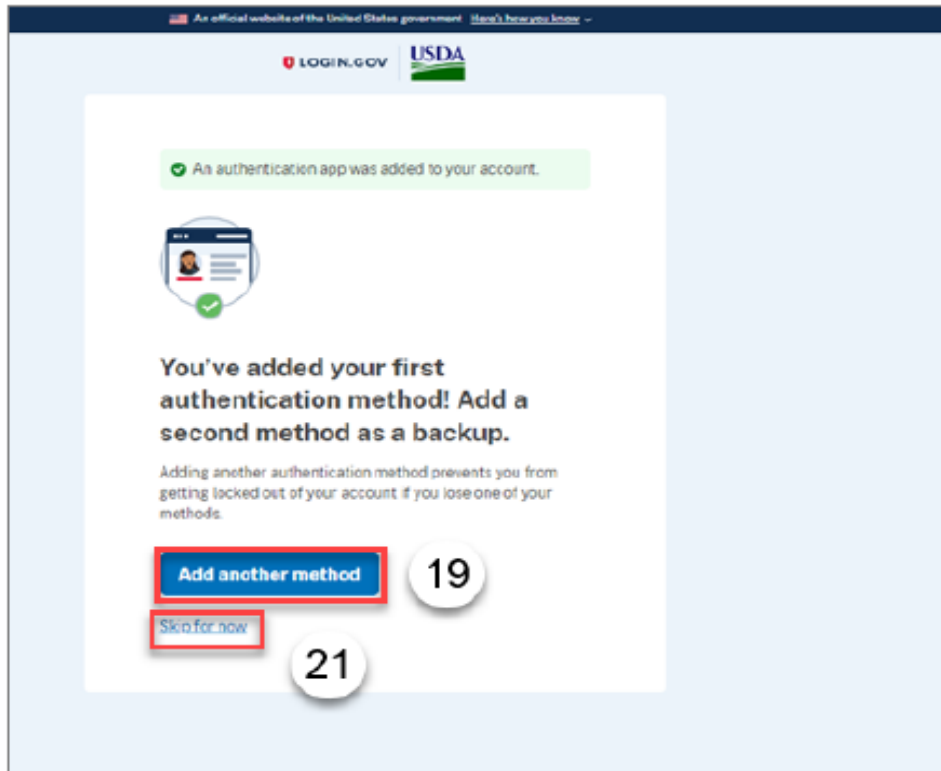 An official website of the United States government Here's how you know
LOGIN.GOV USDA
An authentication app was added to your account.
You've added your first
authentication method! Add a
second method as a backup.
Adding another authentication method prevents you from
getting locked out of your account if you lose one of your
methods.
Add another method
19
Skip for now
21